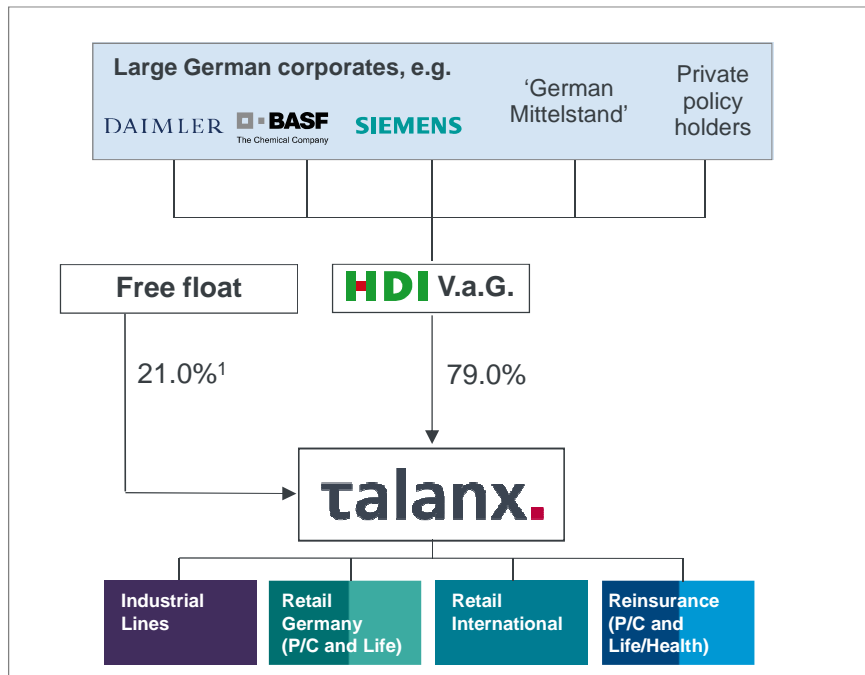 Large German corporates, e.g.
DAIMLER
BASF
The Chemical Company
SIEMENS
‘German
Mittelstand’
Private
policy
holders
Free float
HDI V.a.G.
21.0%¹
79.0%
talanx.
Industrial
Lines
Retail
Germany
(P/C and Life)
Retail
International
Reinsurance
(P/C and
Life/Health)